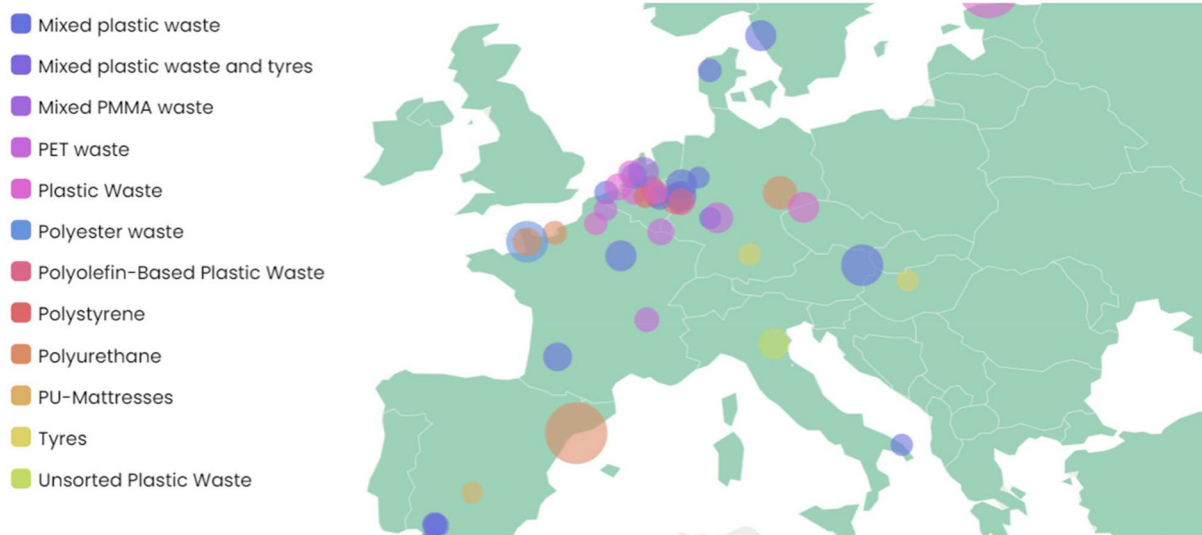 Mixed plastic waste
Mixed plastic waste and tyres
Mixed PMMA waste
PET waste
Plastic Waste
Polyester waste
Polyolefin-Based Plastic Waste
Polystyrene
Polyurethane
PU-Mattresses
Tyres
Unsorted Plastic Waste